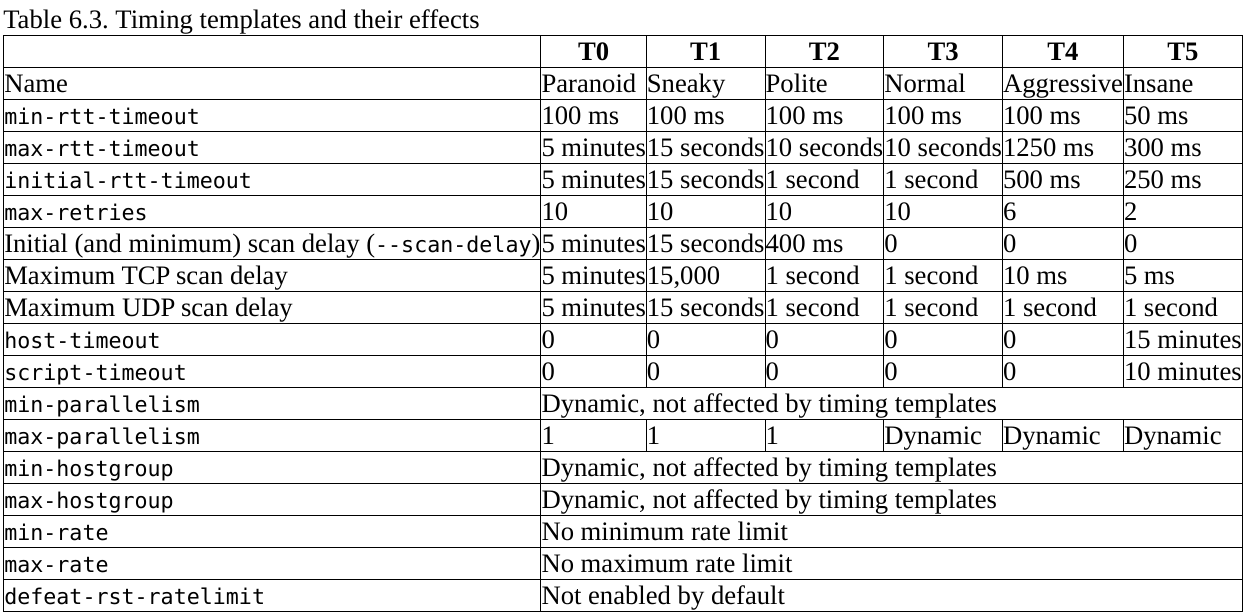 Table 6.3. Timing templates and their effects
T0 T1 T2 T3 T4 T5
Name Paranoid Sneaky Polite Normal Aggressive Insane
min-rtt-timeout 100 ms 100 ms 100 ms 100 ms 100 ms 50 ms
max-rtt-timeout 5 minutes 15 seconds 10 seconds 10 seconds 1250 ms 300 ms
initial-rtt-timeout 5 minutes 15 seconds 1 second 1 second 500 ms 250 ms
max-retries 10 10 10 10 6 2
Initial (and minimum) scan delay (--scan-delay) 5 minutes 15 seconds 400 ms 0 0 0
Maximum TCP scan delay 5 minutes 15,000 1 second 1 second 10 ms 5 ms
Maximum UDP scan delay 5 minutes 15 seconds 1 second 1 second 1 second 1 second
host-timeout 0 0 0 0 0 15 minutes
script-timeout 0 0 0 0 0 10 minutes
min-parallelism Dynamic, not affected by timing templates
max-parallelism 1 1 1 Dynamic Dynamic Dynamic
min-hostgroup Dynamic, not affected by timing templates
max-hostgroup Dynamic, not affected by timing templates
min-rate No minimum rate limit
max-rate No maximum rate limit
defeat-rst-ratelimit Not enabled by default